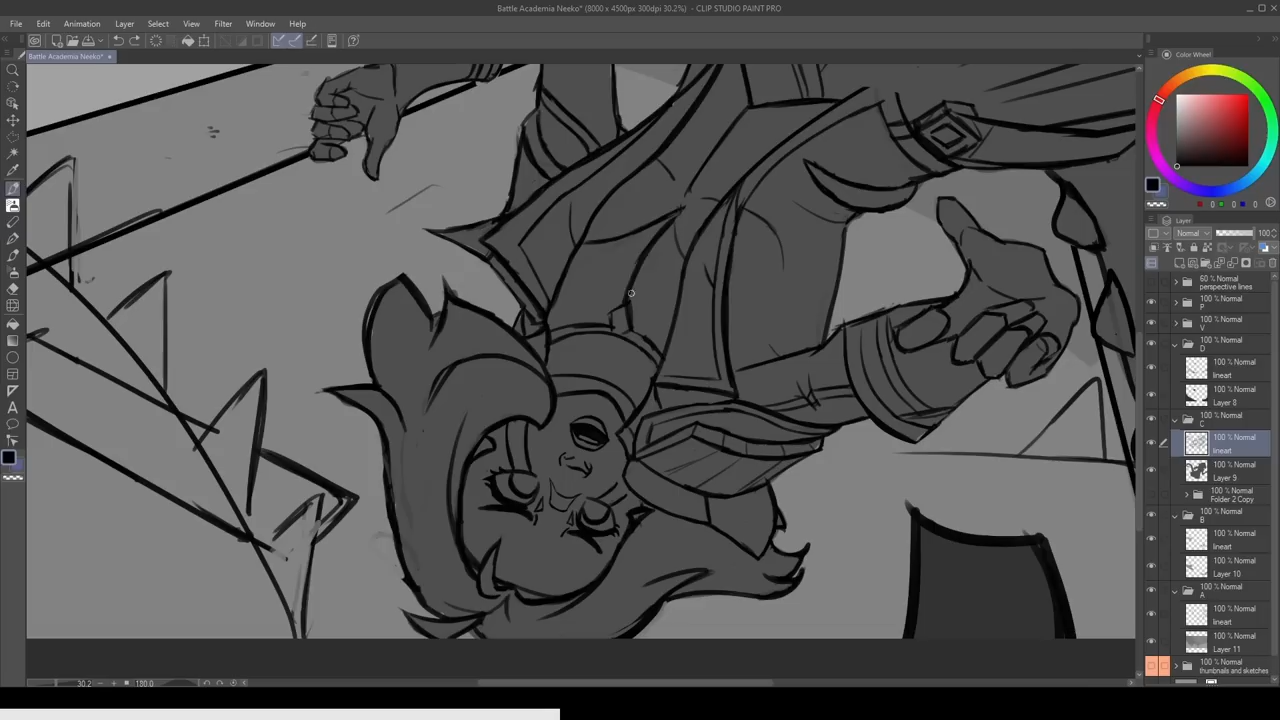 Battle Academia Neeko* (8000 x 4500px 300dpi 30.2%) - CLIP STUDIO PAINT PRO
File Edit Animation Layer Select View Filter Window Help
Battle Academia Neeko*
Color Wheel
0 0 0
Layer
Normal 100
60 % Normal
perspective lines
100 % Normal
P
100 % Normal
V
100 % Normal
D
100 % Normal
lineart
100 % Normal
Layer 8
100 % Normal
C
100 % Normal
lineart
100 % Normal
Layer 9
100 % Normal
Folder 2 Copy
100 % Normal
B
100 % Normal
lineart
100 % Normal
Layer 10
100 % Normal
A
100 % Normal
lineart
100 % Normal
Layer 11
100 % Normal
thumbnails and sketches
30.2 180.0